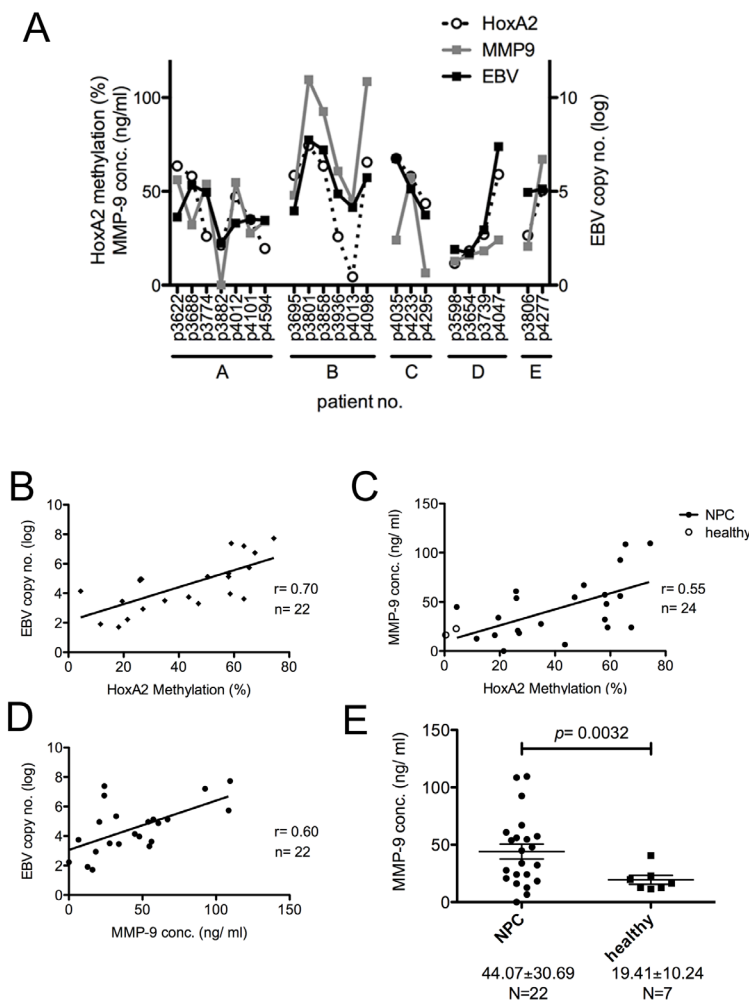 A
HoxA2
MMP9
EBV
HoxA2 methylation (%)
MMP-9 conc. (ng/ml)
100
50
0
EBV copy no. (log)
10
5
0
p3622
p3688
p3774
p3882
p4012
p4101
p4594
p3895
p3801
p3858
p3936
p4013
p4098
p4035
p4233
p4295
p3598
p3654
p3739
p4047
p3806
p4277
A B C D E
patient no.
B
EBV copy no. (log)
10
8
6
4
2
0
0 20 40 60 80
HoxA2 Methylation (%)
r= 0.70
n= 22
C
MMP-9 conc. (ng/ ml)
150
100
50
0
0 20 40 60 80
HoxA2 Methylation (%)
NPC
healthy
r= 0.55
n= 24
D
EBV copy no. (log)
10
8
6
4
2
0
0 50 100 150
MMP-9 conc. (ng/ ml)
r= 0.60
n= 22
E
MMP-9 conc. (ng/ ml)
150
100
50
0
p= 0.0032
NPC healthy
44.07±30.69 19.41±10.24
N=22 N=7